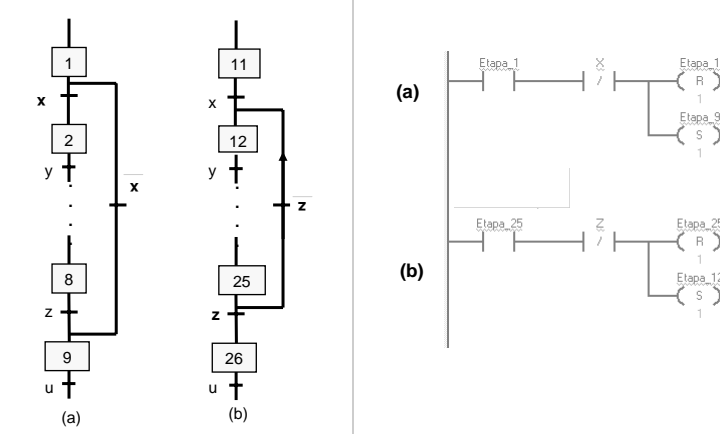 1
x
2
y
x̅
8
z
9
u
(a)
11
x
12
y
z̅
25
z
26
u
(b)
(a)
Etapa_1
X
/
Etapa_1
R
1
Etapa_9
S
1
(b)
Etapa_25
Z
/
Etapa_25
R
1
Etapa_12
S
1